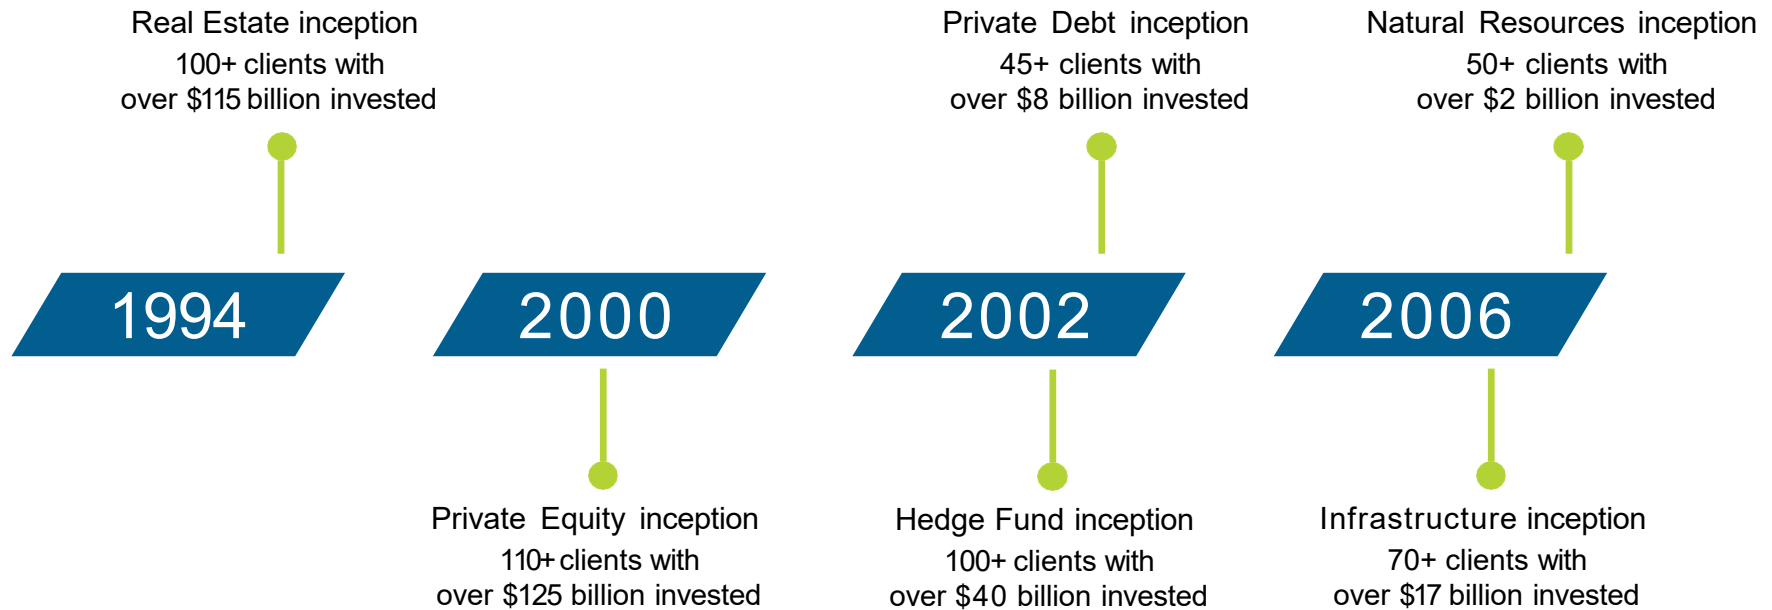 Real Estate inception
100+ clients with
over $115 billion invested
Private Debt inception
45+ clients with
over $8 billion invested
Natural Resources inception
50+ clients with
over $2 billion invested
1994
2000
2002
2006
Private Equity inception
110+ clients with
over $125 billion invested
Hedge Fund inception
100+ clients with
over $40 billion invested
Infrastructure inception
70+ clients with
over $17 billion invested